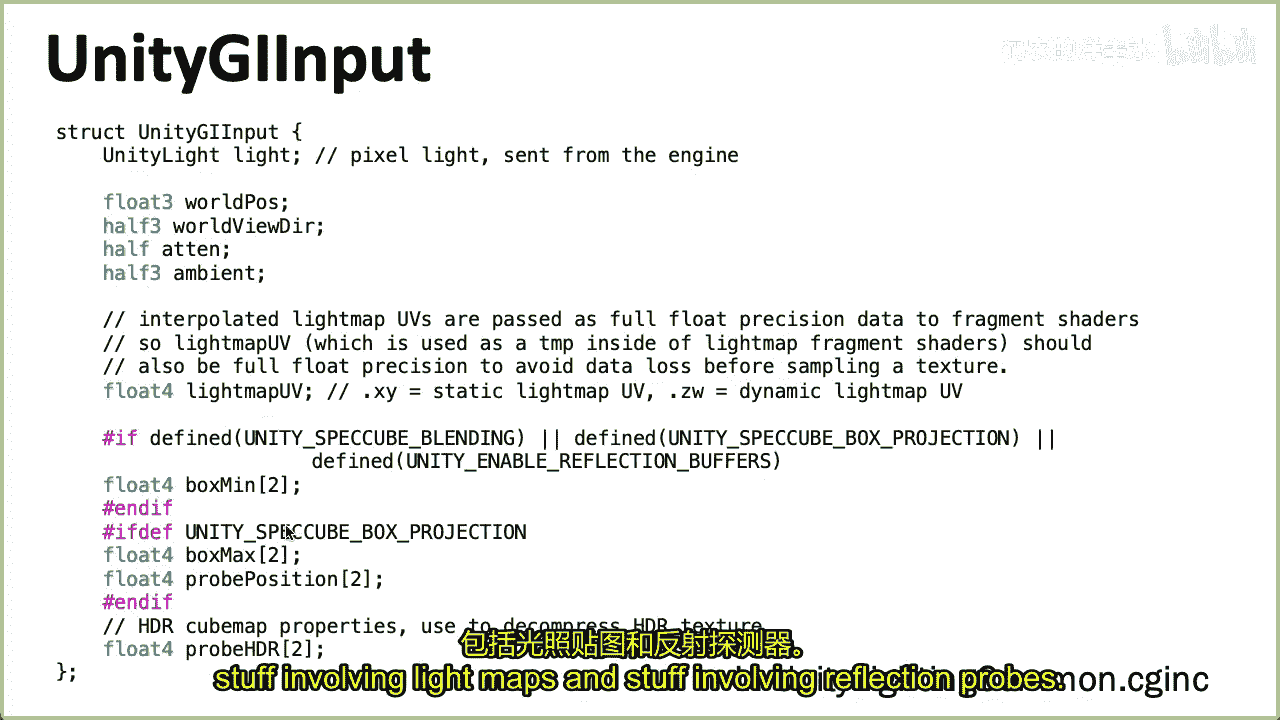 UnityGIInput
struct UnityGIInput {
UnityLight light; // pixel light, sent from the engine
float3 worldPos;
half3 worldViewDir;
half atten;
half3 ambient;
// interpolated lightmap UVs are passed as full float precision data to fragment shaders
// so lightmapUV (which is used as a tmp inside of lightmap fragment shaders) should
// also be full float precision to avoid data loss before sampling a texture.
float4 lightmapUV; // .xy = static lightmap UV, .zw = dynamic lightmap UV
#if defined(UNITY_SPECCUBE_BLENDING) || defined(UNITY_SPECCUBE_BOX_PROJECTION) ||
defined(UNITY_ENABLE_REFLECTION_BUFFERS)
float4 boxMin[2];
#endif
#ifdef UNITY_SPECCUBE_BOX_PROJECTION
float4 boxMax[2];
float4 probePosition[2];
#endif
// HDR cubemap properties, use to decompress HDR texture
float4 probeHDR[2];
};
包括光照贴图和反射探测器。
stuff involving light maps and stuff involving reflection probes.
mon.cginc